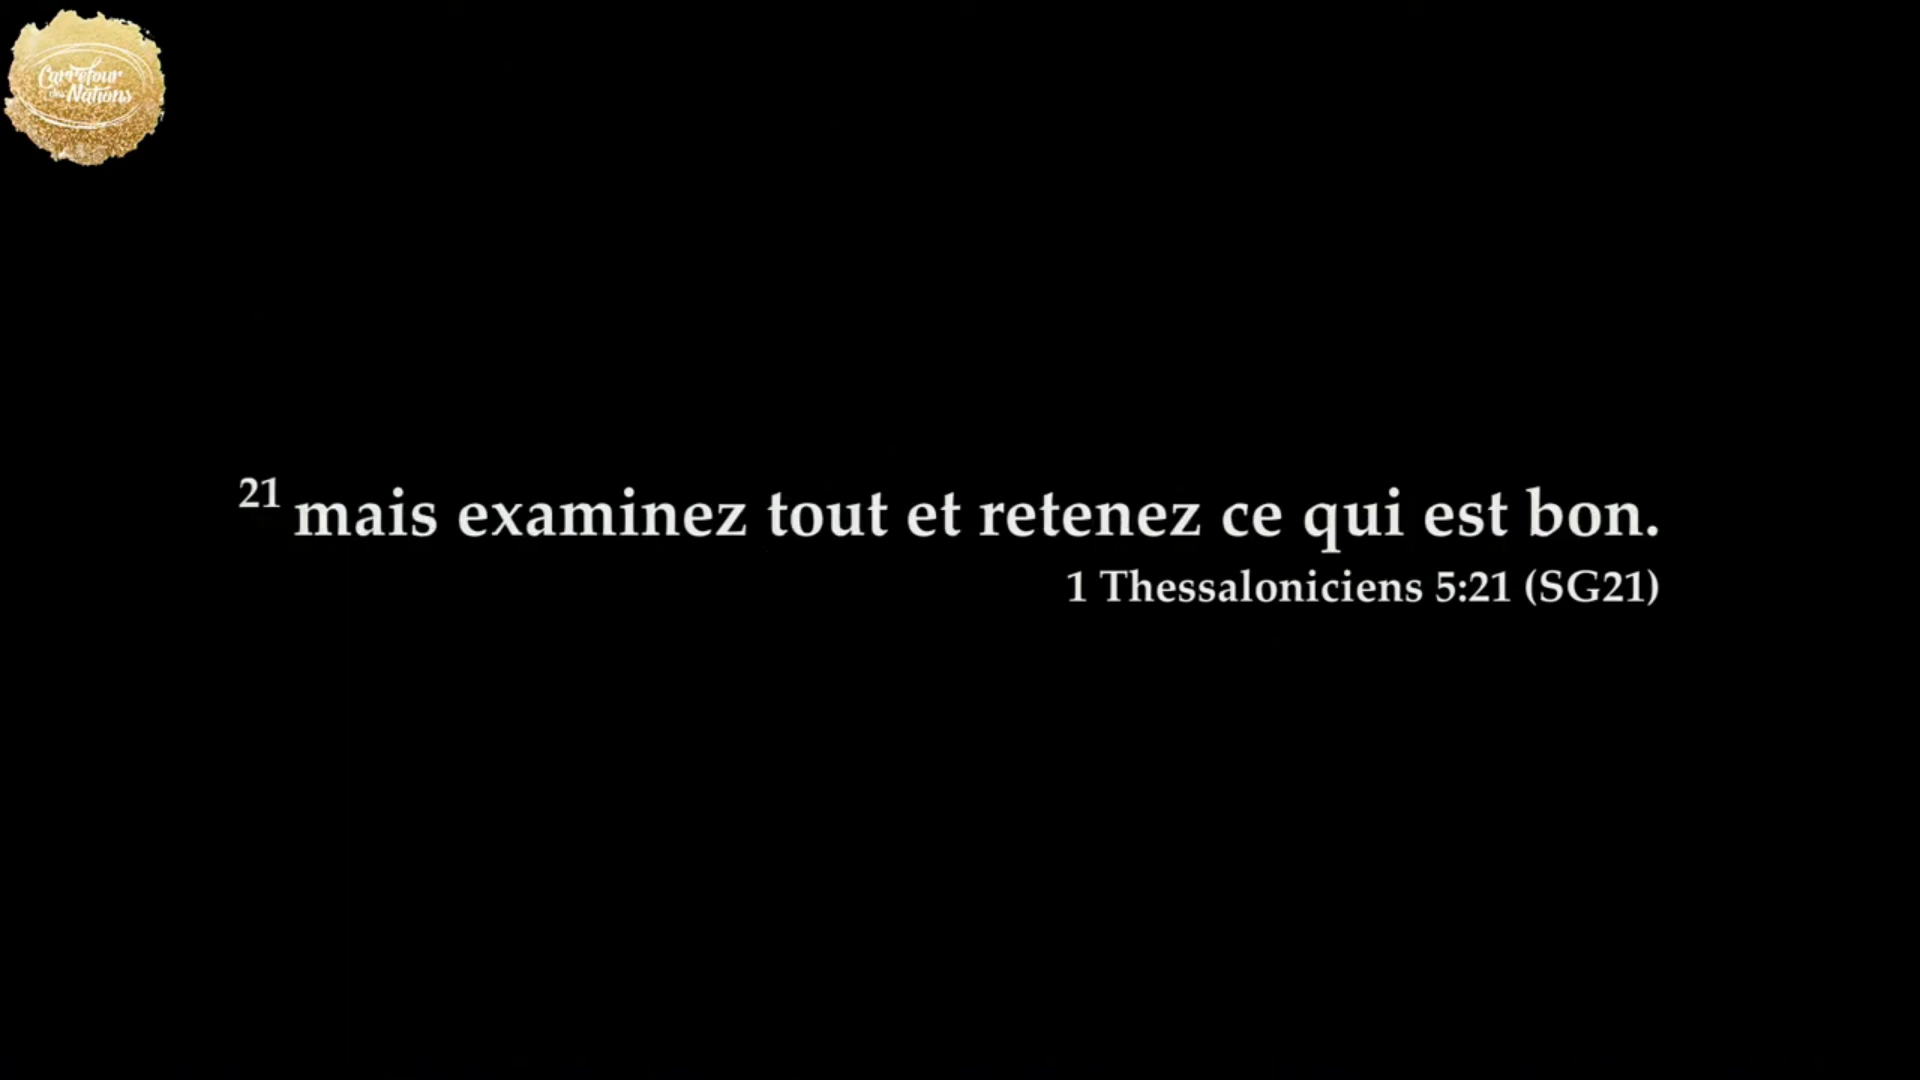 Carrefour
des Nations
21 mais examinez tout et retenez ce qui est bon.
1 Thessaloniciens 5:21 (SG21)